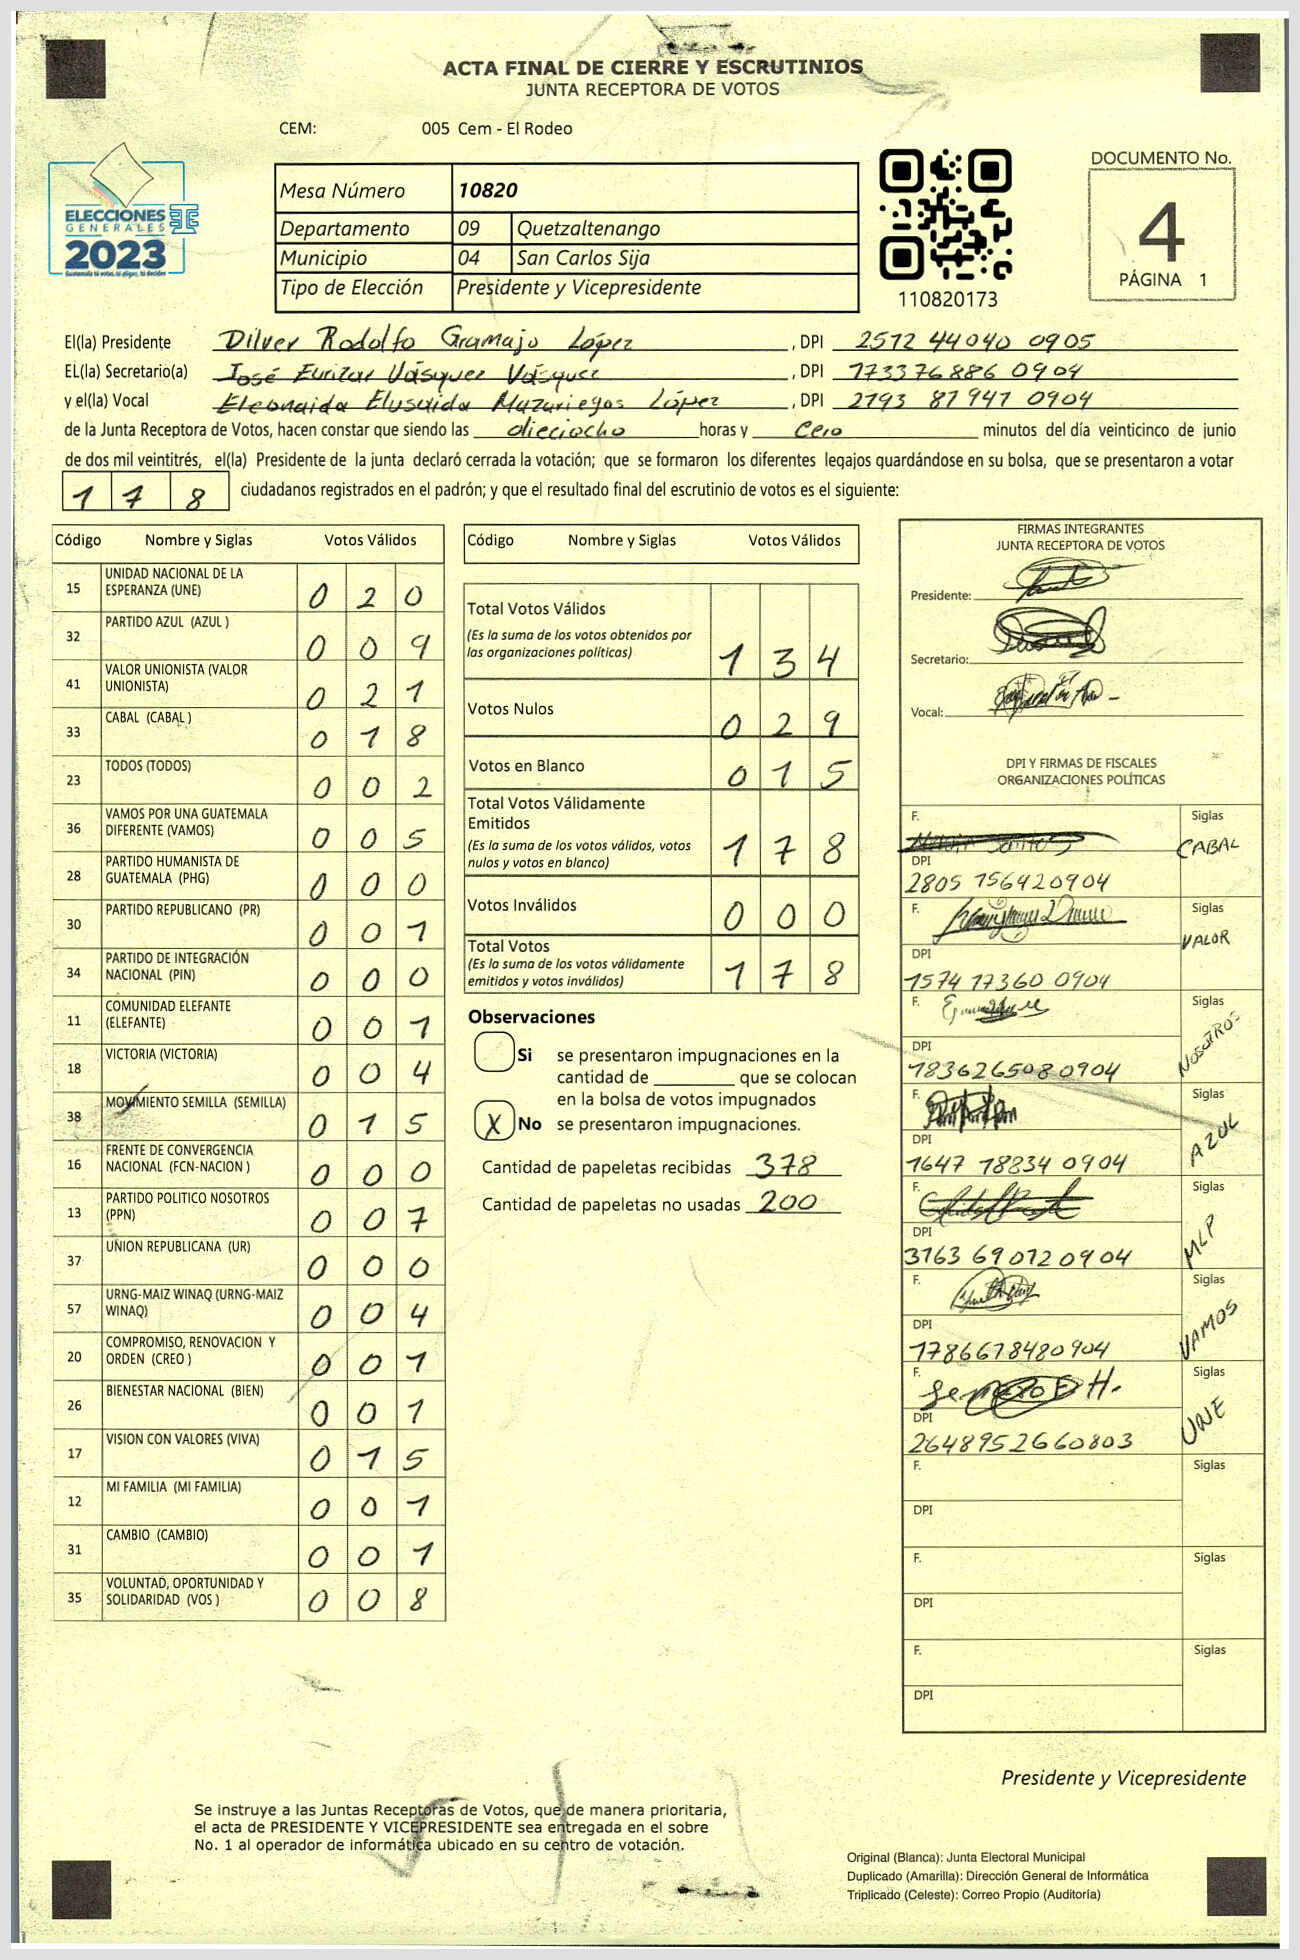 ACTA FINAL DE CIERRE Y ESCRUTINIOS
JUNTA RECEPTORA DE VOTOS
CEM: 005 Cem - El Rodeo
DOCUMENTO No.
4
PÁGINA 1
ELECCIONES
GENERALES
2023
Guatemala tú votas, tú eliges, tú decides
Mesa Número 10820
Departamento 09 Quetzaltenango
Municipio 04 San Carlos Sija
Tipo de Elección Presidente y Vicepresidente
110820173
El(la) Presidente Dilver Rodolfo Gramajo López, DPI 2572 44040 0905
EL(la) Secretario(a) José Eurizar Vásquez Vásquez, DPI 1733 76886 0904
y el(la) Vocal Eleonaida Elusvida Mazariegos López, DPI 2793 87947 0904
de la Junta Receptora de Votos, hacen constar que siendo las dieciocho horas y cero minutos del día veinticinco de junio
de dos mil veintitrés, el(la) Presidente de la junta declaró cerrada la votación; que se formaron los diferentes legajos guardándose en su bolsa, que se presentaron a votar
178 ciudadanos registrados en el padrón; y que el resultado final del escrutinio de votos es el siguiente:
Código Nombre y Siglas Votos Válidos
15 UNIDAD NACIONAL DE LA ESPERANZA (UNE) 0 2 0
32 PARTIDO AZUL (AZUL ) 0 0 9
41 VALOR UNIONISTA (VALOR UNIONISTA) 0 2 1
33 CABAL (CABAL ) 0 1 8
23 TODOS (TODOS) 0 0 2
36 VAMOS POR UNA GUATEMALA DIFERENTE (VAMOS) 0 0 5
28 PARTIDO HUMANISTA DE GUATEMALA (PHG) 0 0 0
30 PARTIDO REPUBLICANO (PR) 0 0 1
34 PARTIDO DE INTEGRACIÓN NACIONAL (PIN) 0 0 0
11 COMUNIDAD ELEFANTE (ELEFANTE) 0 0 1
18 VICTORIA (VICTORIA) 0 0 4
38 MOVIMIENTO SEMILLA (SEMILLA) 0 1 5
16 FRENTE DE CONVERGENCIA NACIONAL (FCN-NACION ) 0 0 0
13 PARTIDO POLITICO NOSOTROS (PPN) 0 0 7
37 UNION REPUBLICANA (UR) 0 0 0
57 URNG-MAIZ WINAQ (URNG-MAIZ WINAQ) 0 0 4
20 COMPROMISO, RENOVACION Y ORDEN (CREO ) 0 0 1
26 BIENESTAR NACIONAL (BIEN) 0 0 1
17 VISION CON VALORES (VIVA) 0 1 5
12 MI FAMILIA (MI FAMILIA) 0 0 1
31 CAMBIO (CAMBIO) 0 0 1
35 VOLUNTAD, OPORTUNIDAD Y SOLIDARIDAD (VOS ) 0 0 8
Código Nombre y Siglas Votos Válidos
Total Votos Válidos
(Es la suma de los votos obtenidos por
las organizaciones políticas) 1 3 4
Votos Nulos 0 2 9
Votos en Blanco 0 1 5
Total Votos Válidamente
Emitidos
(Es la suma de los votos válidos, votos
nulos y votos en blanco) 1 7 8
Votos Inválidos 0 0 0
Total Votos
(Es la suma de los votos válidamente
emitidos y votos inválidos) 1 7 8
Observaciones
Si se presentaron impugnaciones en la
cantidad de ________ que se colocan
en la bolsa de votos impugnados
X No se presentaron impugnaciones.
Cantidad de papeletas recibidas 378
Cantidad de papeletas no usadas 200
FIRMAS INTEGRANTES
JUNTA RECEPTORA DE VOTOS
Presidente:
Secretario:
Vocal:
DPI Y FIRMAS DE FISCALES
ORGANIZACIONES POLÍTICAS
F. Siglas CABAL
DPI
2805 156420904
F. Siglas VALOR
DPI
1574 17360 0904
F. Siglas NOSOTROS
DPI
1836265080904
F. Siglas AZUL
DPI
1647 18834 0904
F. Siglas MLP
DPI
3163 69012 0904
F. Siglas VAMOS
DPI
1786678480904
F. Siglas UNE
DPI
2648952660803
F. Siglas
DPI
F. Siglas
DPI
F. Siglas
DPI
Presidente y Vicepresidente
Se instruye a las Juntas Receptoras de Votos, que de manera prioritaria,
el acta de PRESIDENTE Y VICEPRESIDENTE sea entregada en el sobre
No. 1 al operador de informática ubicado en su centro de votación.
Original (Blanca): Junta Electoral Municipal
Duplicado (Amarilla): Dirección General de Informática
Triplicado (Celeste): Correo Propio (Auditoría)